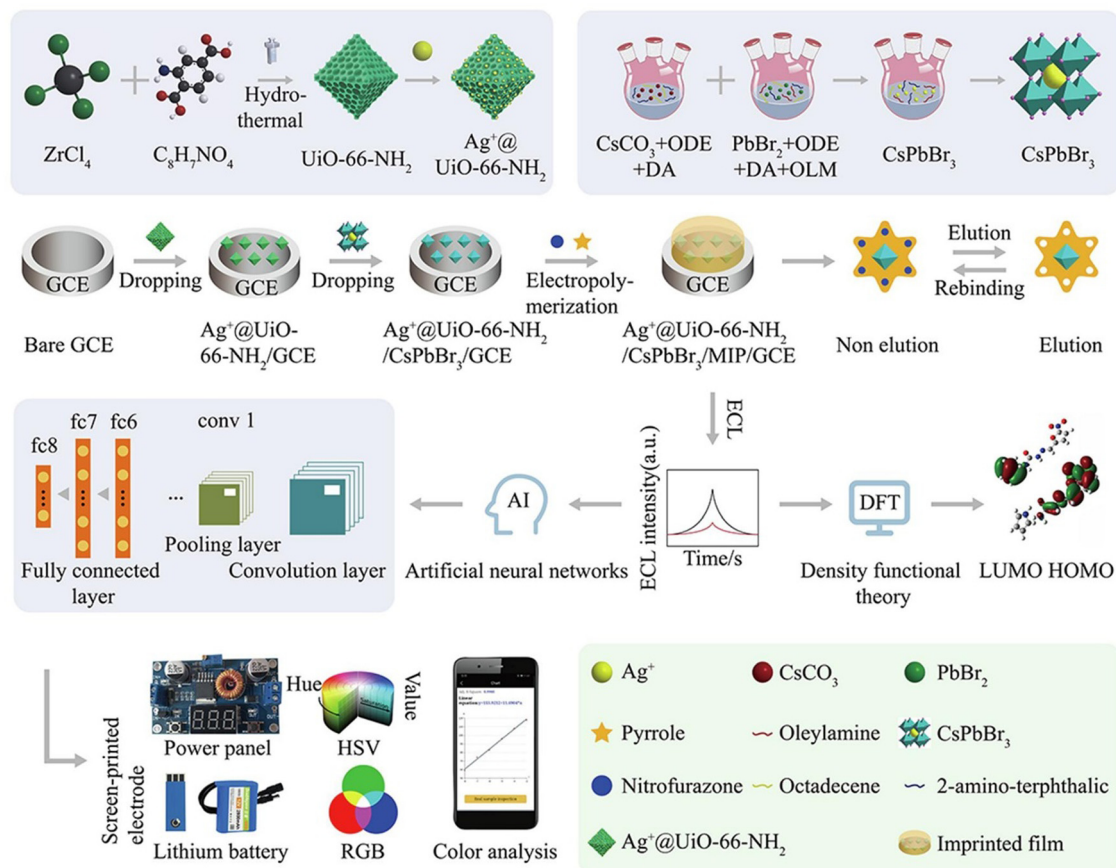 ZrCl₄
C₈H₇NO₄
Hydro-
thermal
UiO-66-NH₂
Ag⁺@
UiO-66-NH₂
CsCO₃+ODE
+DA
PbBr₂+ODE
+DA+OLM
CsPbBr₃
CsPbBr₃
GCE
Bare GCE
Dropping
GCE
Ag⁺@UiO-
66-NH₂/GCE
Dropping
GCE
Ag⁺@UiO-66-NH₂
/CsPbBr₃/GCE
Electropoly-
merization
GCE
Ag⁺@UiO-66-NH₂
/CsPbBr₃/MIP/GCE
Non elution
Elution
Rebinding
Elution
ECL
fc8
fc7
fc6
conv 1
...
Fully connected
layer
Pooling layer
Convolution layer
AI
Artificial neural networks
ECL intensity(a.u.)
Time/s
DFT
Density functional
theory
LUMO HOMO
Screen-printed
electrode
Power panel
Lithium battery
Hue
Value
HSV
RGB
Chart
Linear
Color analysis
Ag⁺
CsCO₃
PbBr₂
Pyrrole
Oleylamine
CsPbBr₃
Nitrofurazone
Octadecene
2-amino-terphthalic
Ag⁺@UiO-66-NH₂
Imprinted film